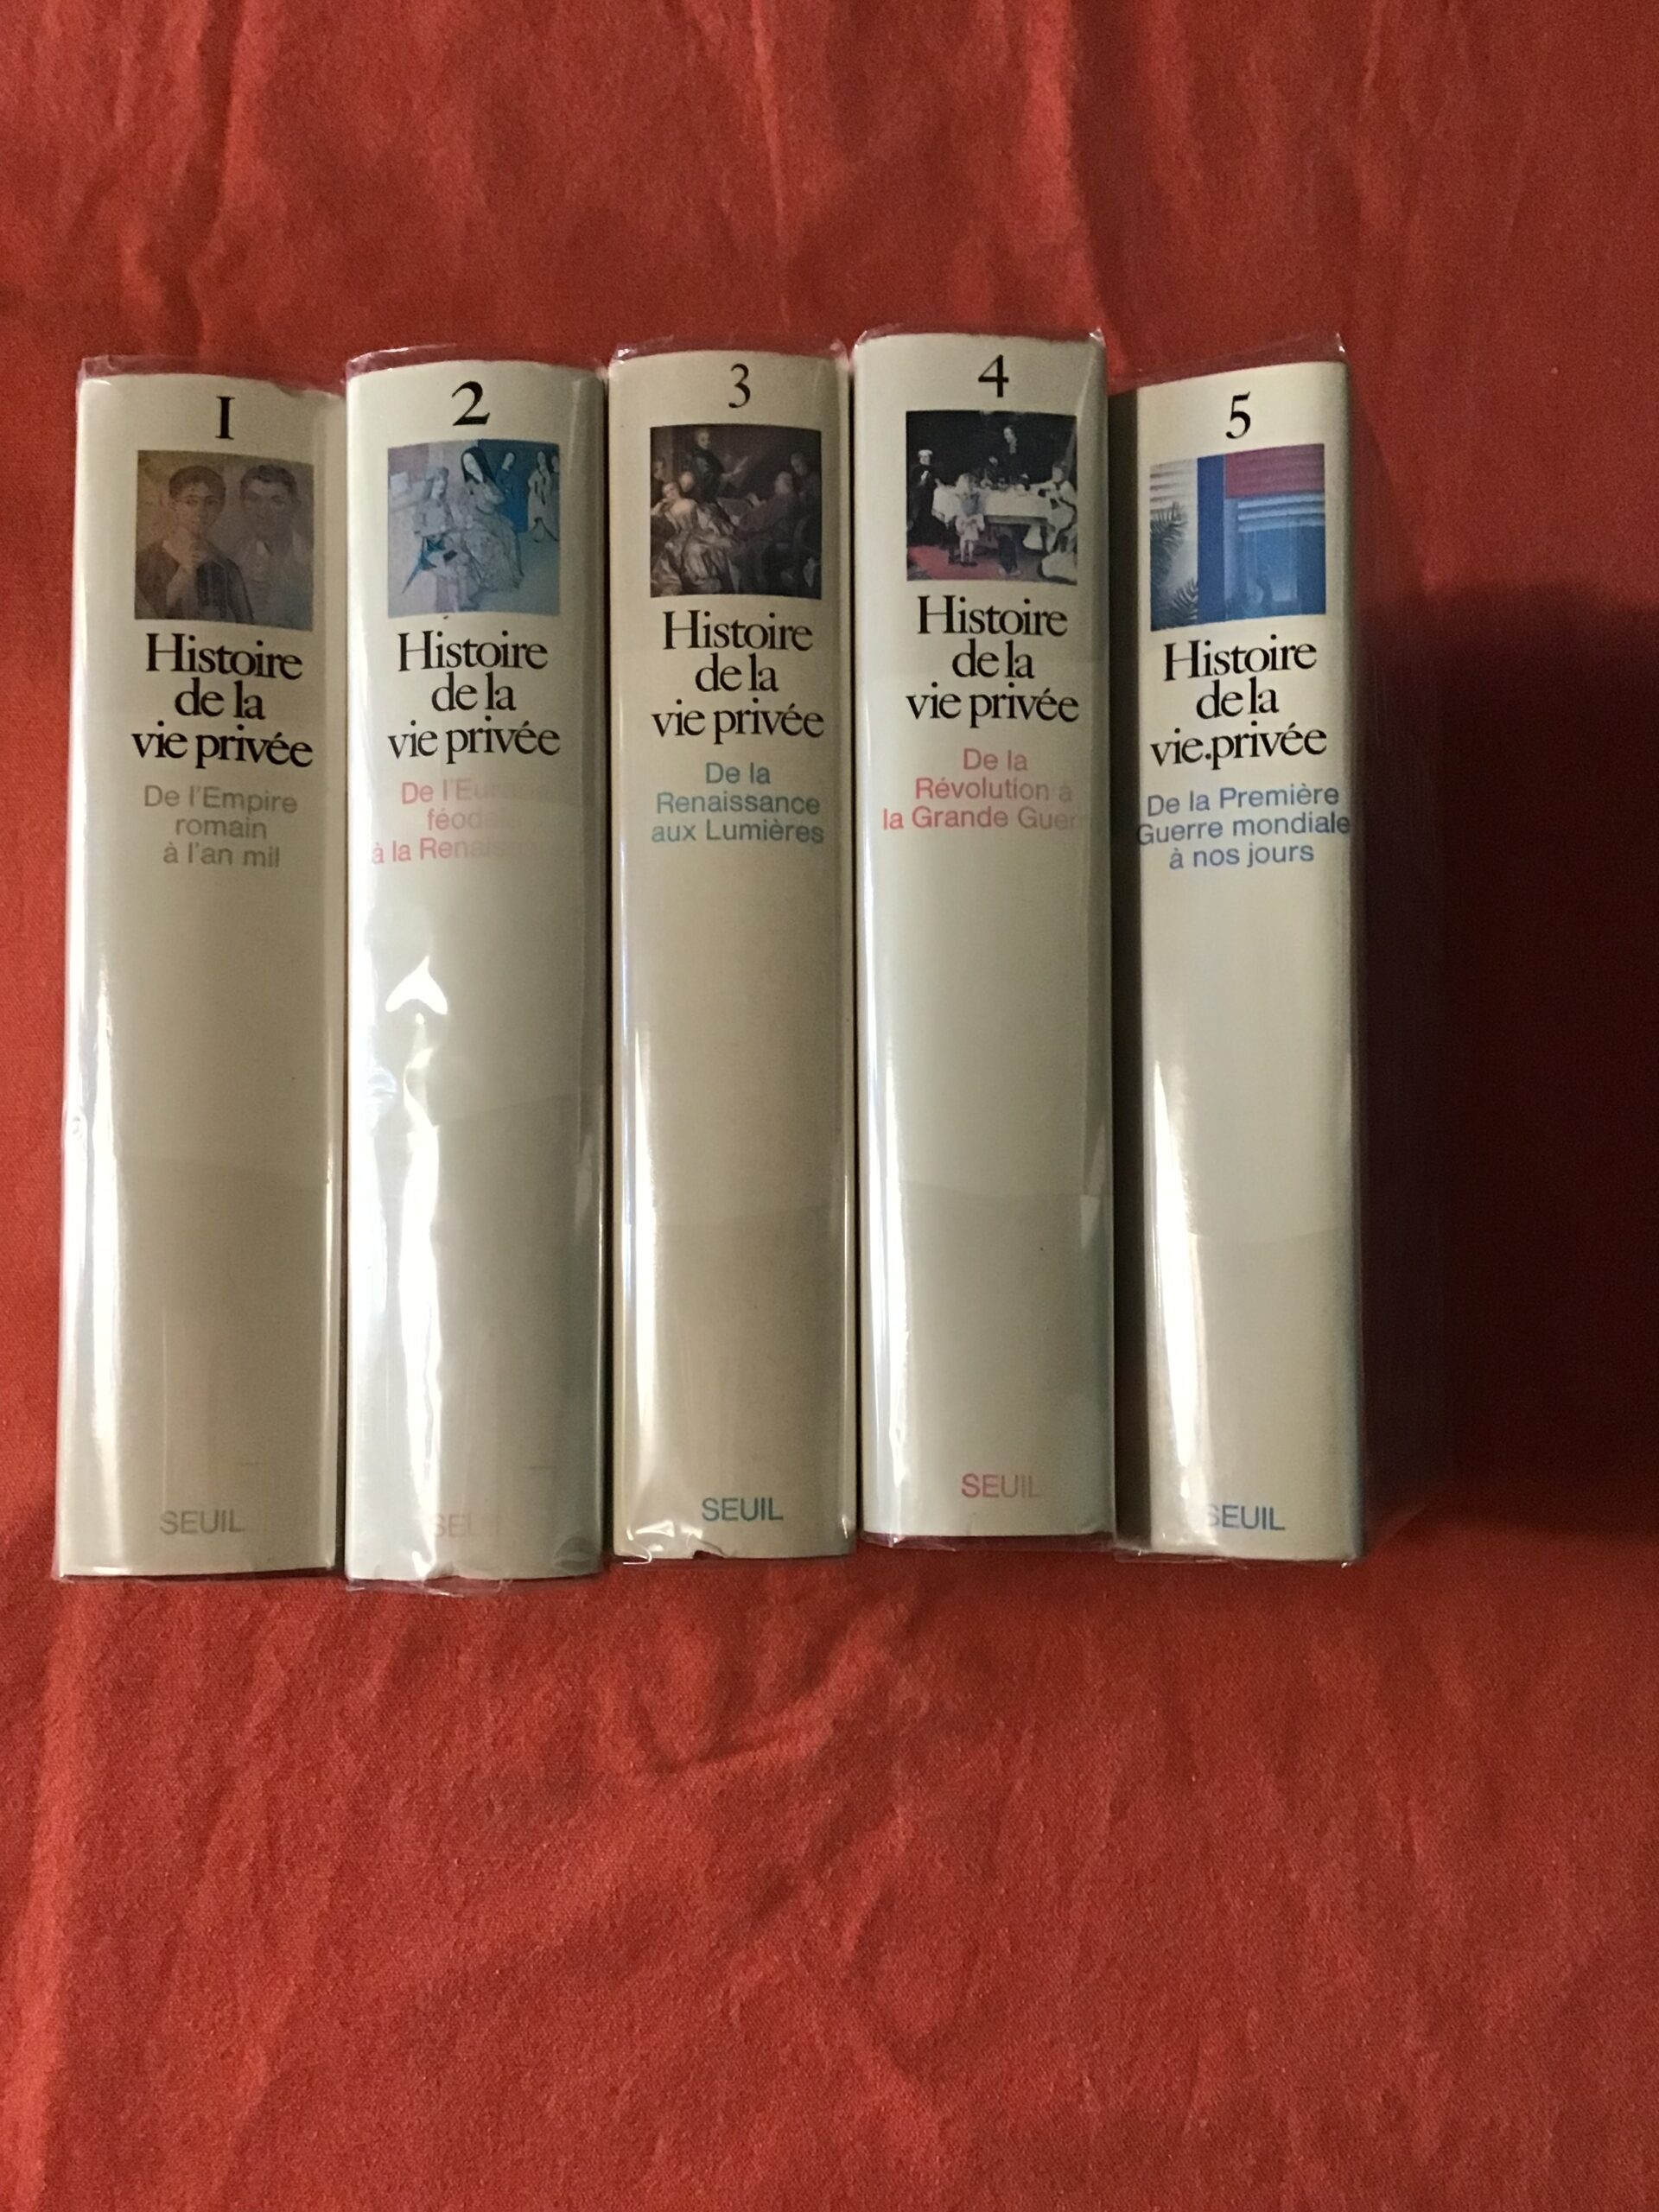 1
Histoire
de la
vie privée
De l'Empire
romain
à l'an mil
SEUIL
2
Histoire
de la
vie privée
De
à la
SEUIL
3
Histoire
de la
vie privée
De la
Renaissance
aux Lumières
SEUIL
4
Histoire
de la
vie privée
De la
Révolution à
la Grande
SEUIL
5
Histoire
de la
vie privée
De la Première
Guerre mondiale
à nos jours
SEUIL